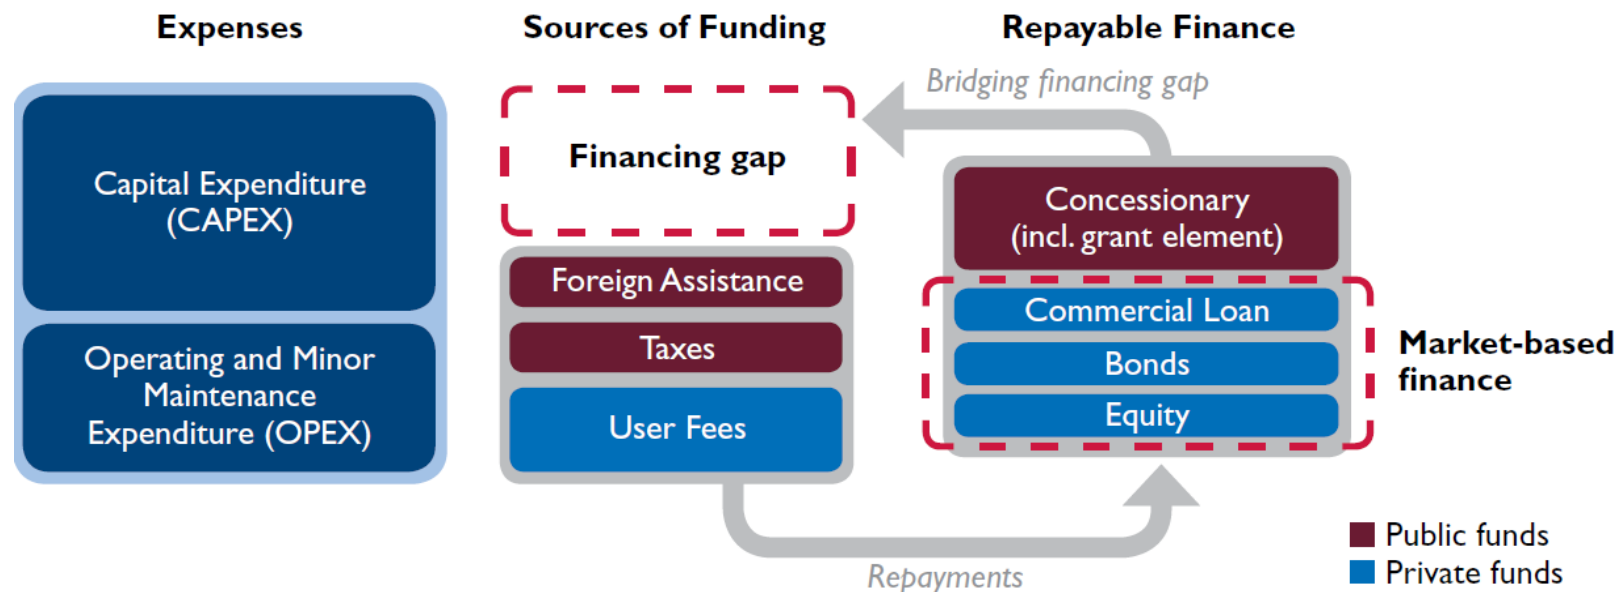 Expenses
Capital Expenditure
(CAPEX)
Operating and Minor
Maintenance
Expenditure (OPEX)
Sources of Funding
Financing gap
Foreign Assistance
Taxes
User Fees
Repayable Finance
Bridging financing gap
Concessionary
(incl. grant element)
Commercial Loan
Bonds
Equity
Market-based
finance
Repayments
Public funds
Private funds